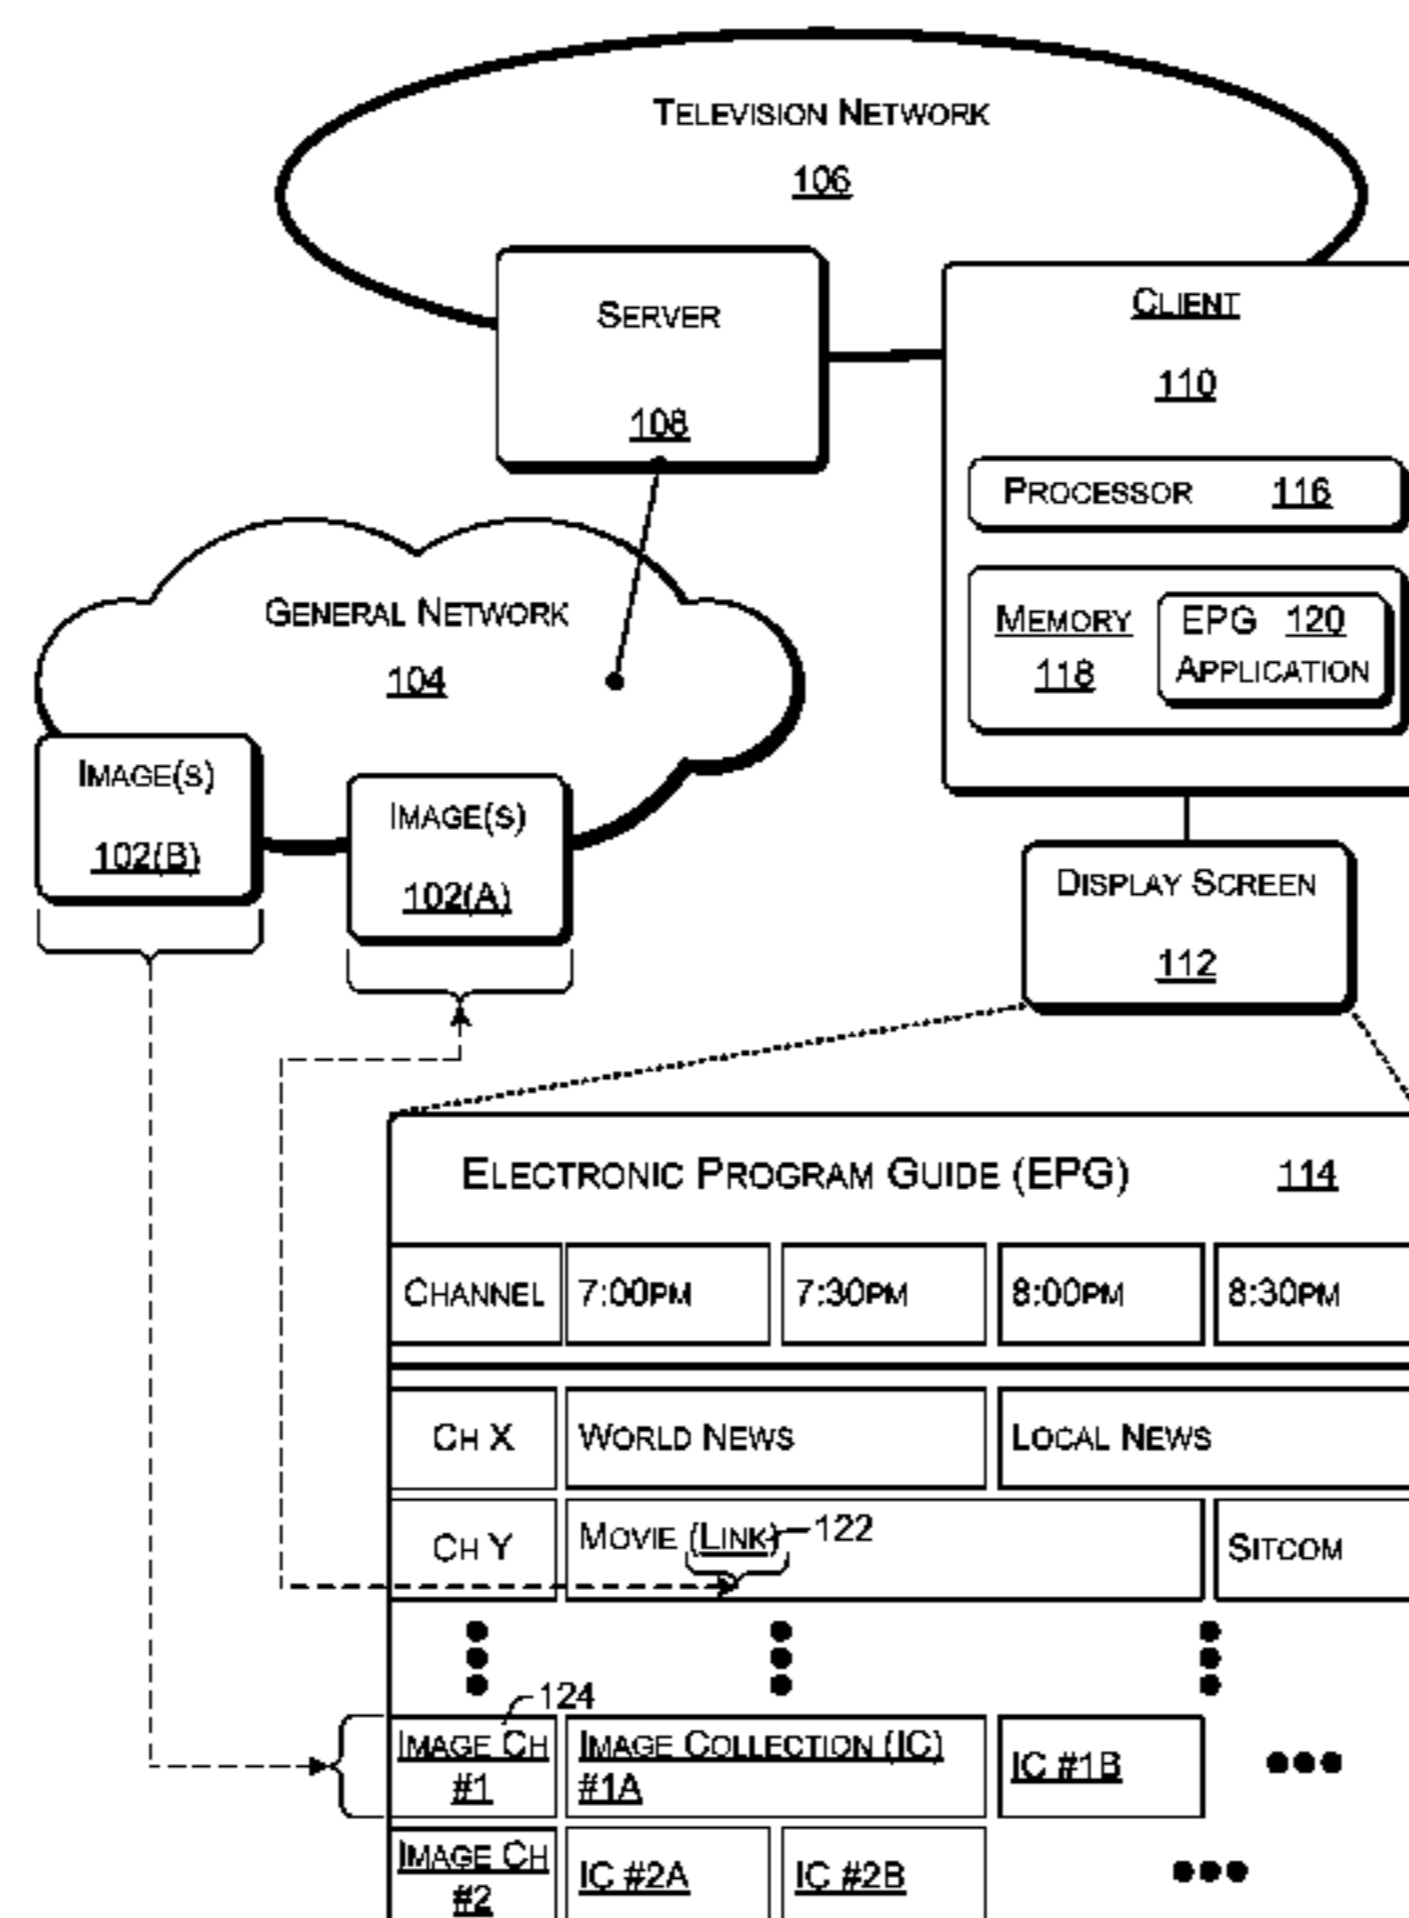 TELEVISION NETWORK
106
SERVER
108
CLIENT
110
PROCESSOR 116
MEMORY
118
EPG 120
APPLICATION
GENERAL NETWORK
104
IMAGE(S)
102(B)
IMAGE(S)
102(A)
DISPLAY SCREEN
112
ELECTRONIC PROGRAM GUIDE (EPG) 114
CHANNEL 7:00PM 7:30PM 8:00PM 8:30PM
CH X WORLD NEWS LOCAL NEWS
CH Y MOVIE (LINK) 122 SITCOM
124
IMAGE CH
#1
IMAGE COLLECTION (IC)
#1A
IC #1B
IMAGE CH
#2
IC #2A IC #2B